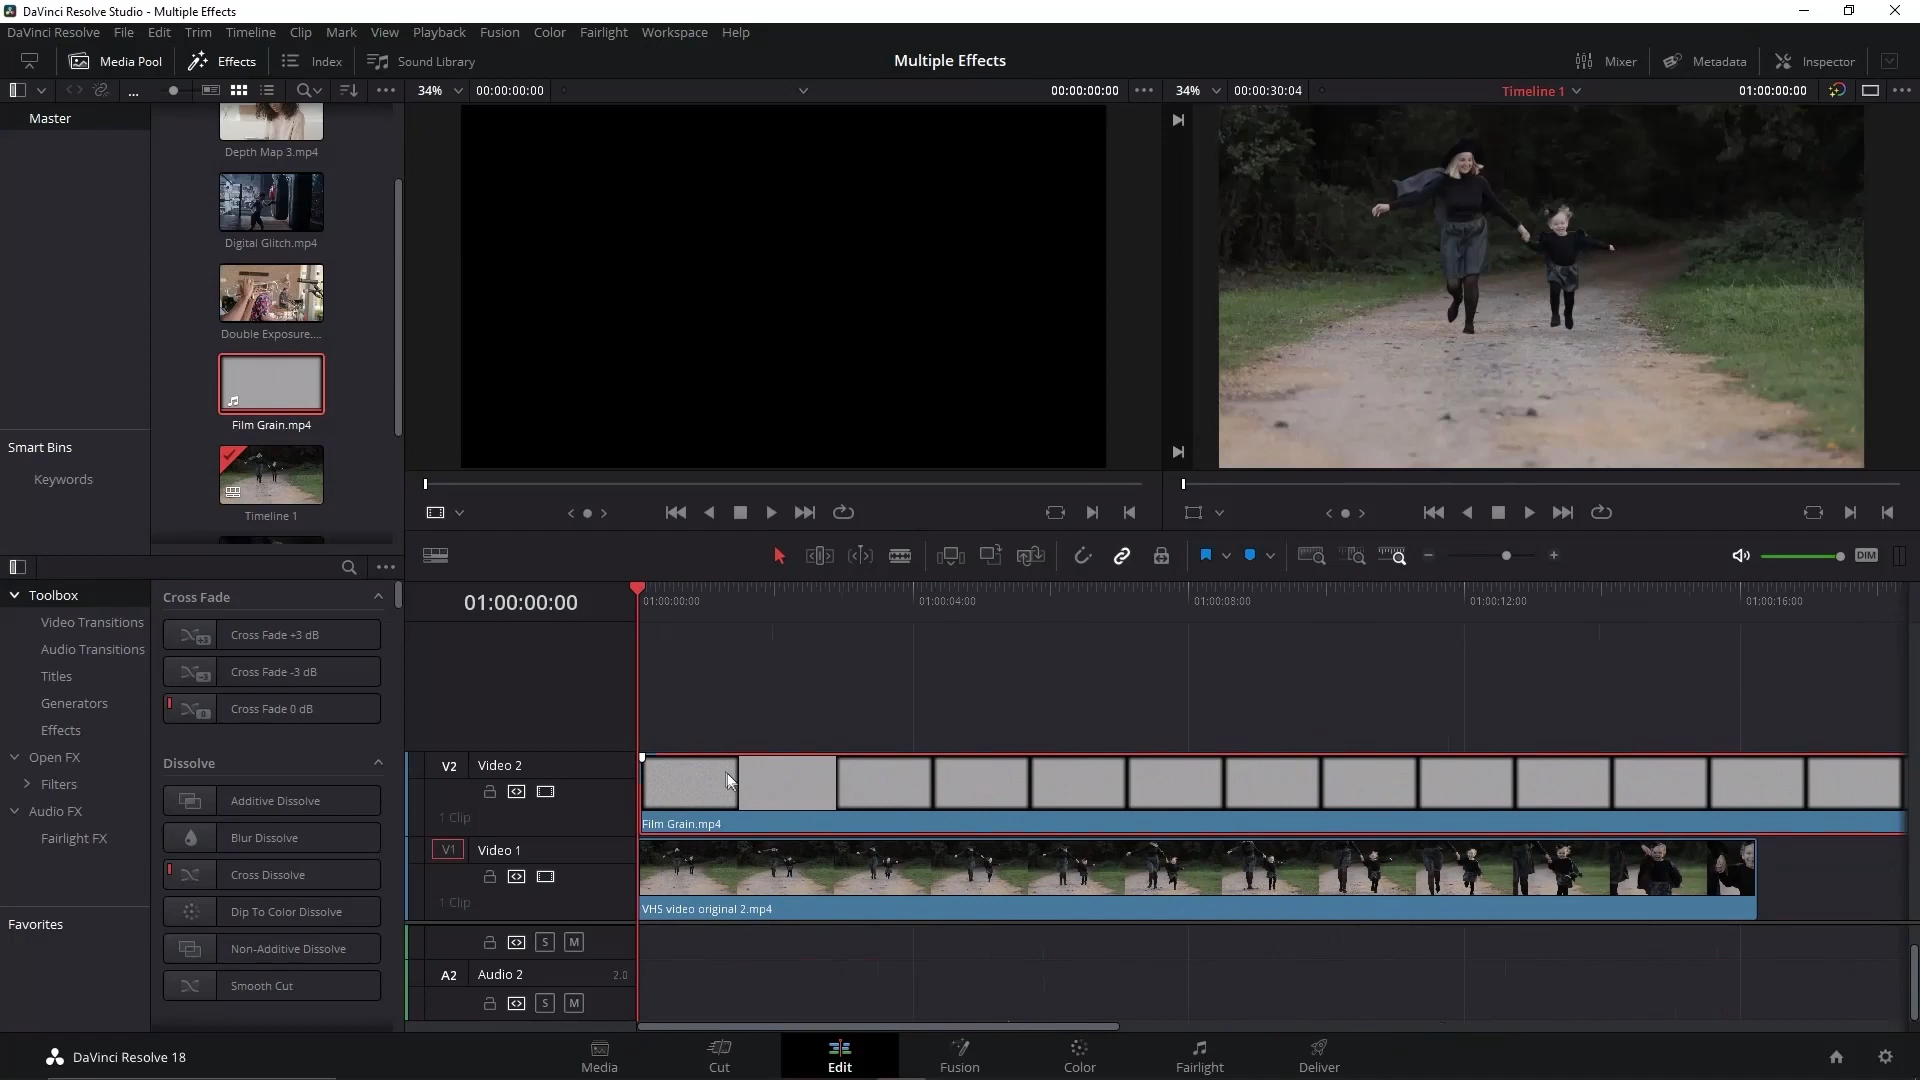 DaVinci Resolve Studio - Multiple Effects
DaVinci Resolve File Edit Trim Timeline Clip Mark View Playback Fusion Color Fairlight Workspace Help
Media Pool Effects Index Sound Library Multiple Effects Mixer Metadata Inspector
34% 00:00:00:00 00:00:00:00 34% 00:00:30:04 Timeline 1 01:00:00:00
Master
Depth Map 3.mp4
Digital Glitch.mp4
Double Exposure....
Film Grain.mp4
Timeline 1
Smart Bins
Keywords
DIM
Toolbox
Video Transitions
Audio Transitions
Titles
Generators
Effects
Open FX
Filters
Audio FX
Fairlight FX
Favorites
Cross Fade
Cross Fade +3 dB
Cross Fade -3 dB
Cross Fade 0 dB
Dissolve
Additive Dissolve
Blur Dissolve
Cross Dissolve
Dip To Color Dissolve
Non-Additive Dissolve
Smooth Cut
01:00:00:00
01:00:00:00 01:00:04:00 01:00:08:00 01:00:12:00 01:00:16:00
V2 Video 2
1 Clip
Film Grain.mp4
V1 Video 1
1 Clip
VHS video original 2.mp4
S M
A2 Audio 2 2.0
S M
DaVinci Resolve 18
Media Cut Edit Fusion Color Fairlight Deliver